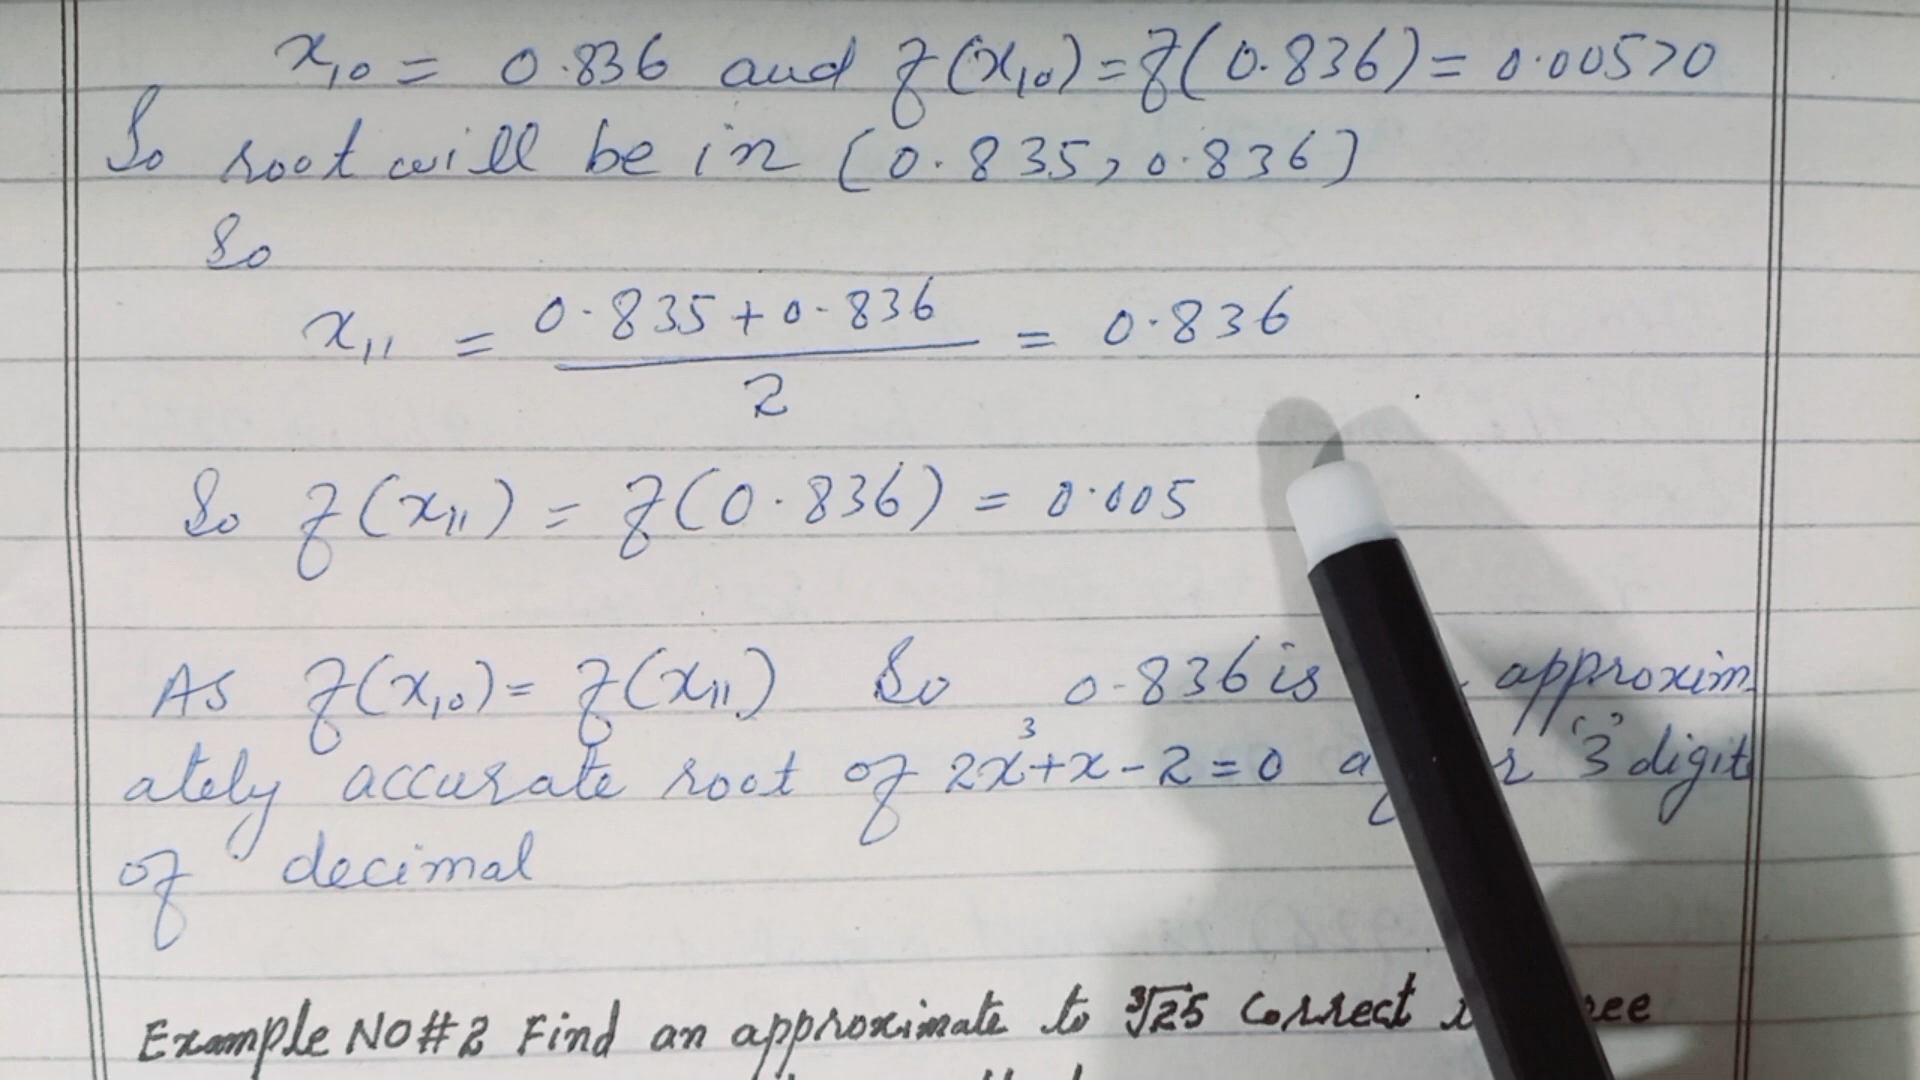 x₁₀ = 0.836 and f(x₁₀) = f(0.836) = 0.005>0
So root will be in [0.835, 0.836]
So
x₁₁ = (0.835 + 0.836)/2 = 0.836
So f(x₁₁) = f(0.836) = 0.005
As f(x₁₀) = f(x₁₁) So 0.836 is approxim
ately accurate root of 2x³+x-2=0 "3" digits
of decimal
Example NO#2 Find an approximate to ³√25 Correct